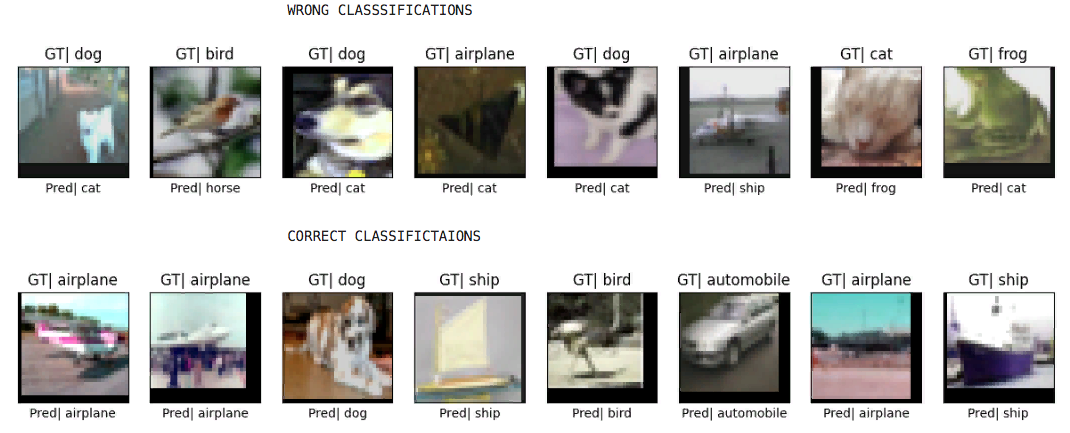 WRONG CLASSSIFICATIONS
GT| dog GT| bird GT| dog GT| airplane GT| dog GT| airplane GT| cat GT| frog
Pred| cat Pred| horse Pred| cat Pred| cat Pred| cat Pred| ship Pred| frog Pred| cat
CORRECT CLASSIFICTAIONS
GT| airplane GT| airplane GT| dog GT| ship GT| bird GT| automobile GT| airplane GT| ship
Pred| airplane Pred| airplane Pred| dog Pred| ship Pred| bird Pred| automobile Pred| airplane Pred| ship